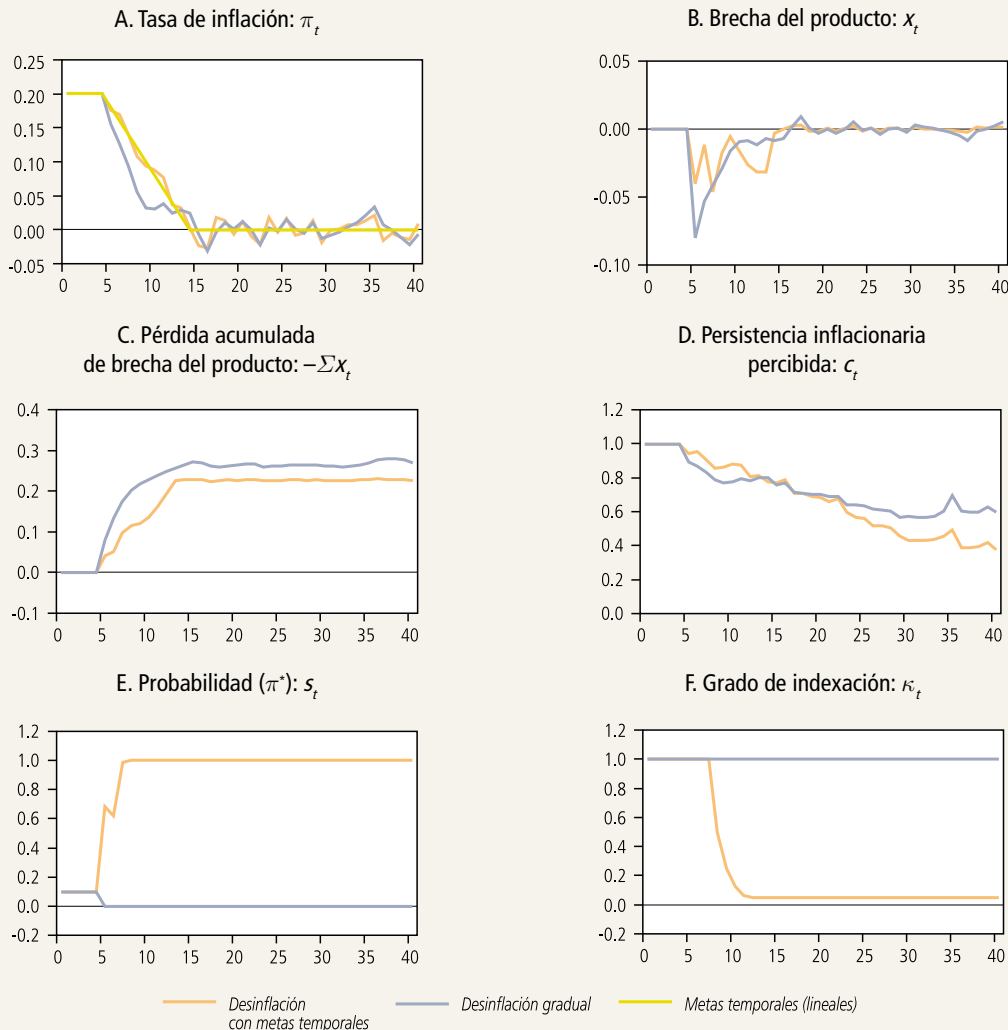 A. Tasa de inflación: π_t
0.25
0.20
0.15
0.10
0.05
0.00
-0.05
0 5 10 15 20 25 30 35 40
B. Brecha del producto: x_t
0.05
0.00
-0.05
-0.10
0 5 10 15 20 25 30 35 40
C. Pérdida acumulada
de brecha del producto: −Σx_t
0.4
0.3
0.2
0.1
0.0
-0.1
0 5 10 15 20 25 30 35 40
D. Persistencia inflacionaria
percibida: c_t
1.2
1.0
0.8
0.6
0.4
0.2
0.0
0 5 10 15 20 25 30 35 40
E. Probabilidad (π*): s_t
1.2
1.0
0.8
0.6
0.4
0.2
0.0
-0.2
0 5 10 15 20 25 30 35 40
F. Grado de indexación: κ_t
1.2
1.0
0.8
0.6
0.4
0.2
0.0
-0.2
0 5 10 15 20 25 30 35 40
Desinflación
con metas temporales
Desinflación gradual
Metas temporales (lineales)